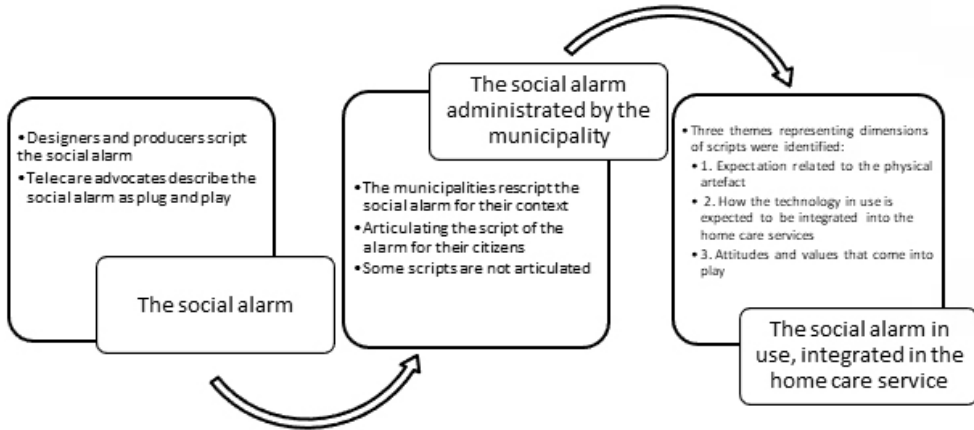 • Designers and producers script
the social alarm
• Telecare advocates describe the
social alarm as plug and play
The social alarm
The social alarm
administrated by the
municipality
• The municipalities rescript the
social alarm for their context
• Articulating the script of the
alarm for their citizens
• Some scripts are not articulated
• Three themes representing dimensions
of scripts were identified:
• 1. Expectation related to the physical
artefact
• 2. How the technology in use is
expected to be integrated into the
home care services
• 3. Attitudes and values that come into
play
The social alarm in
use, integrated in the
home care service